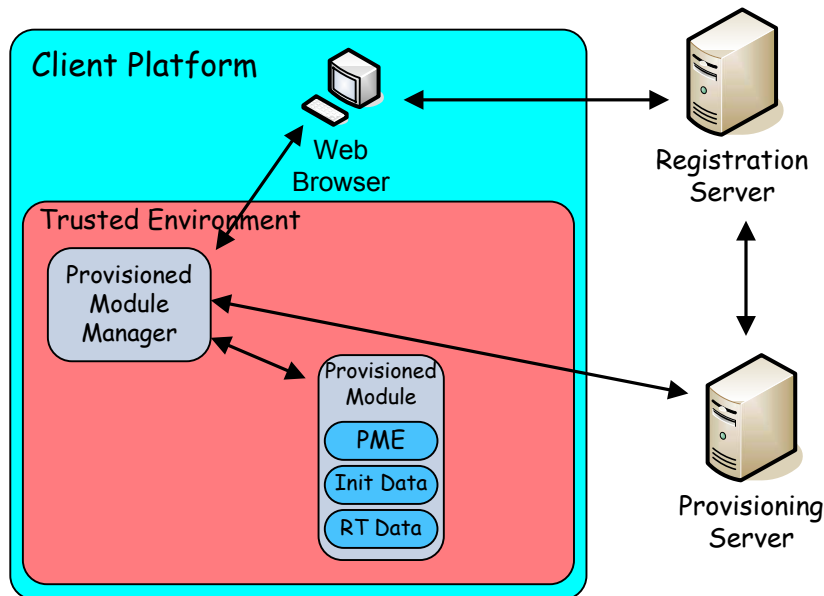 Client Platform
Web
Browser
Registration
Server
Trusted Environment
Provisioned
Module
Manager
Provisioned
Module
PME
Init Data
RT Data
Provisioning
Server